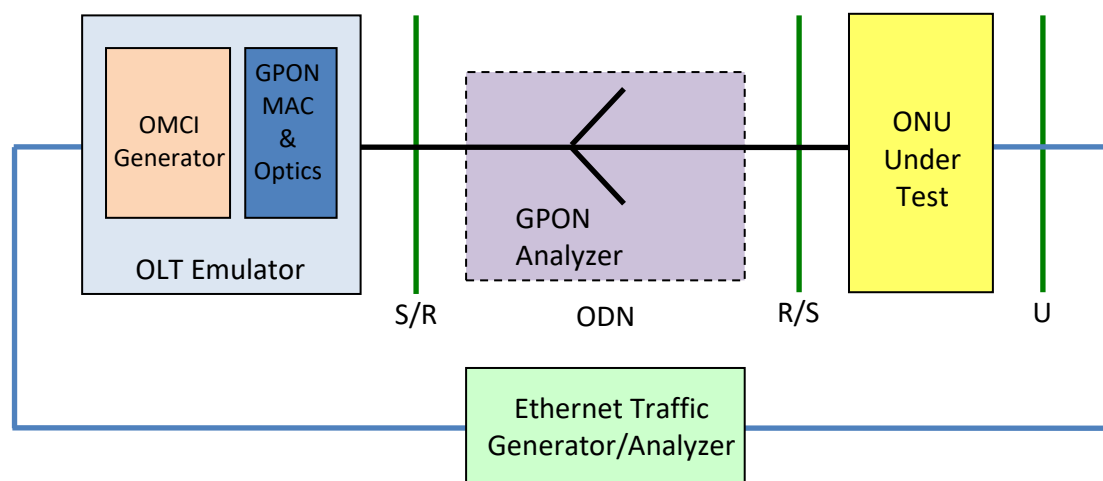 OMCI
Generator
GPON
MAC
&
Optics
OLT Emulator
S/R
GPON
Analyzer
ODN
R/S
ONU
Under
Test
U
Ethernet Traffic
Generator/Analyzer